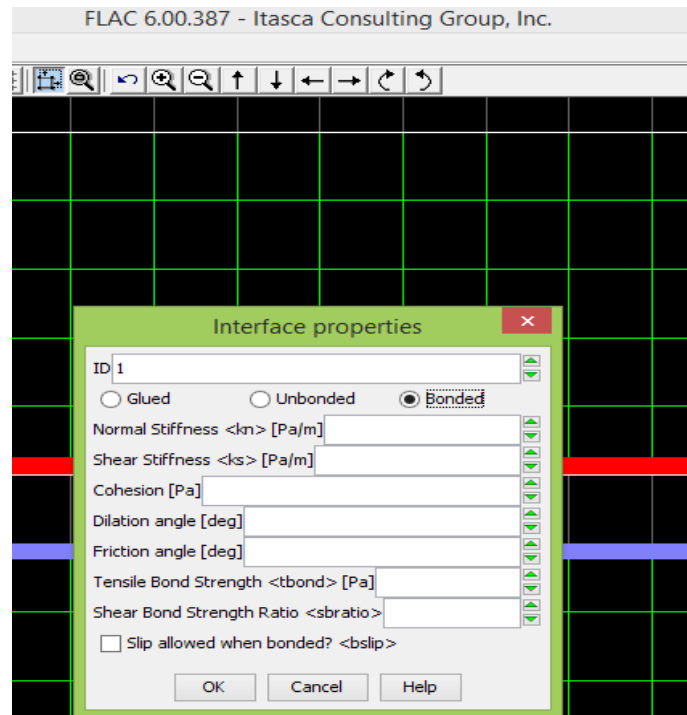 FLAC 6.00.387 - Itasca Consulting Group, Inc.
Interface properties
ID 1
Glued Unbonded Bonded
Normal Stiffness <kn> [Pa/m]
Shear Stiffness <ks> [Pa/m]
Cohesion [Pa]
Dilation angle [deg]
Friction angle [deg]
Tensile Bond Strength <tbond> [Pa]
Shear Bond Strength Ratio <sbratio>
Slip allowed when bonded? <bslip>
OK Cancel Help